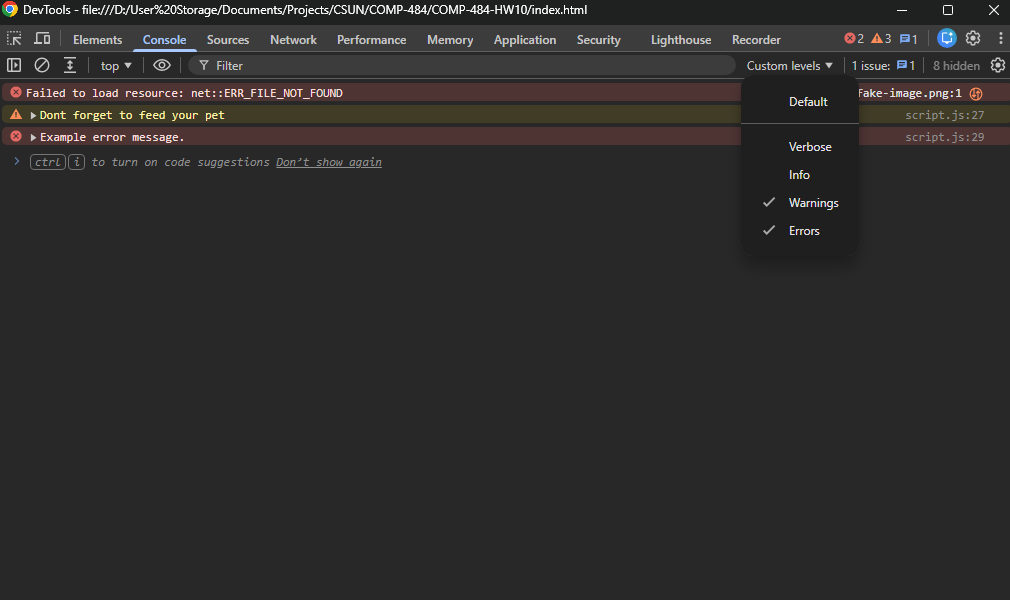 DevTools - file:///D:/User%20Storage/Documents/Projects/CSUN/COMP-484/COMP-484-HW10/index.html
Elements Console Sources Network Performance Memory Application Security Lighthouse Recorder 2 3 1
top Filter Custom levels 1 issue: 1 8 hidden
Failed to load resource: net::ERR_FILE_NOT_FOUND fake-image.png:1
Dont forget to feed your pet script.js:27
Example error message. script.js:29
ctrl i to turn on code suggestions Don't show again
Default
Verbose
Info
Warnings
Errors